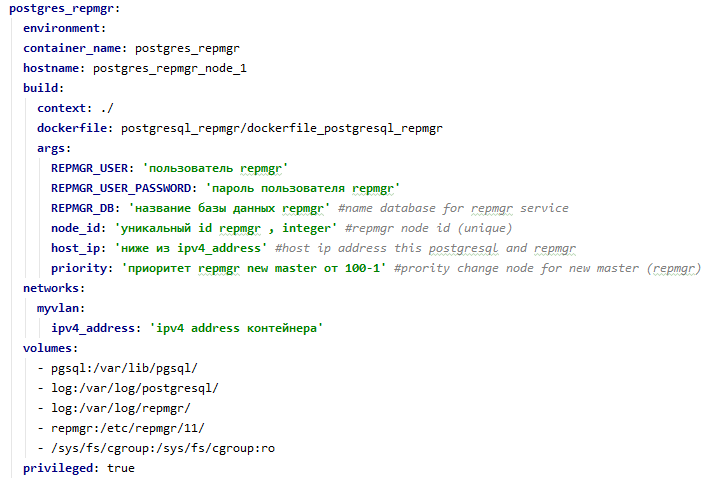 postgres_repmgr:
  environment:
  container_name: postgres_repmgr
  hostname: postgres_repmgr_node_1
  build:
    context: ./
    dockerfile: postgresql_repmgr/dockerfile_postgresql_repmgr
    args:
      REPMGR_USER: 'пользователь repmgr'
      REPMGR_USER_PASSWORD: 'пароль пользователя repmgr'
      REPMGR_DB: 'название базы данных repmgr' #name database for repmgr service
      node_id: 'уникальный id repmgr , integer' #repmgr node id (unique)
      host_ip: 'ниже из ipv4_address' #host ip address this postgresql and repmgr
      priority: 'приоритет repmgr new master от 100-1' #prority change node for new master (repmgr)
  networks:
    myvlan:
      ipv4_address: 'ipv4 address контейнера'
  volumes:
    - pgsql:/var/lib/pgsql/
    - log:/var/log/postgresql/
    - log:/var/log/repmgr/
    - repmgr:/etc/repmgr/11/
    - /sys/fs/cgroup:/sys/fs/cgroup:ro
  privileged: true